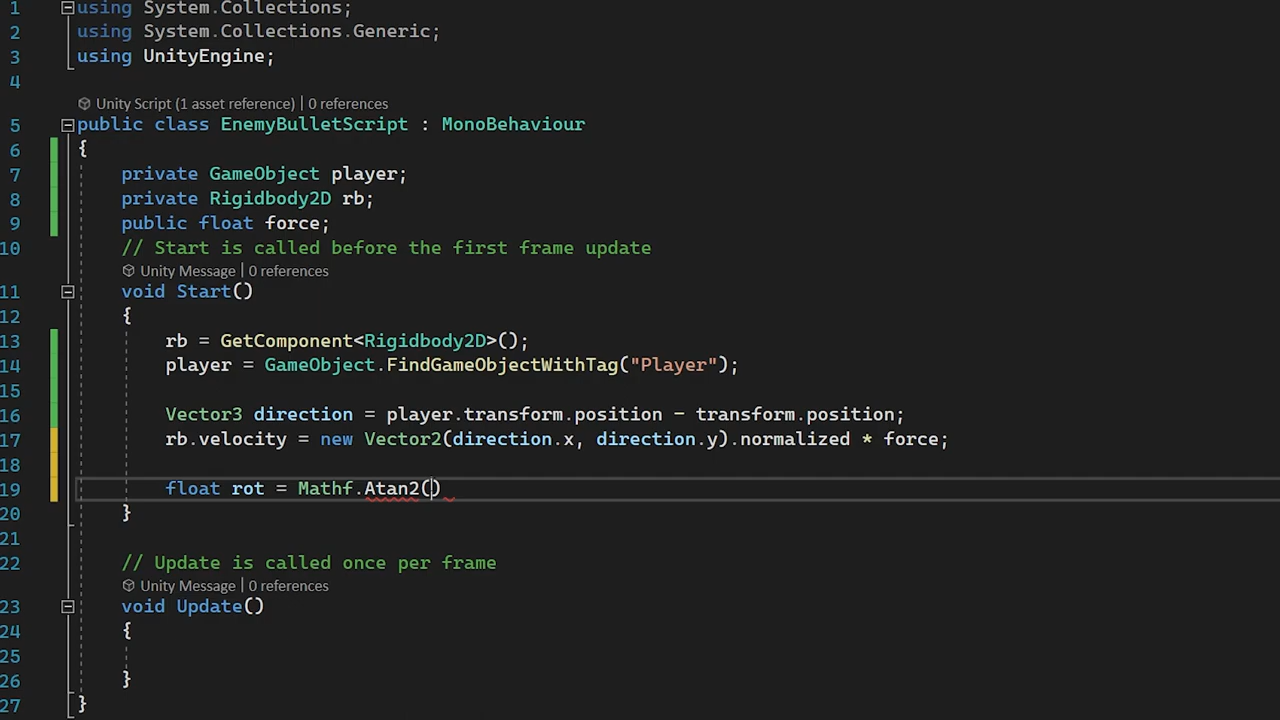 1 using System.Collections;
2 using System.Collections.Generic;
3 using UnityEngine;
4
Unity Script (1 asset reference) | 0 references
5 public class EnemyBulletScript : MonoBehaviour
6 {
7 private GameObject player;
8 private Rigidbody2D rb;
9 public float force;
10 // Start is called before the first frame update
Unity Message | 0 references
11 void Start()
12 {
13 rb = GetComponent<Rigidbody2D>();
14 player = GameObject.FindGameObjectWithTag("Player");
15
16 Vector3 direction = player.transform.position - transform.position;
17 rb.velocity = new Vector2(direction.x, direction.y).normalized * force;
18
19 float rot = Mathf.Atan2()
20 }
21
22 // Update is called once per frame
Unity Message | 0 references
23 void Update()
24 {
25
26 }
27 }